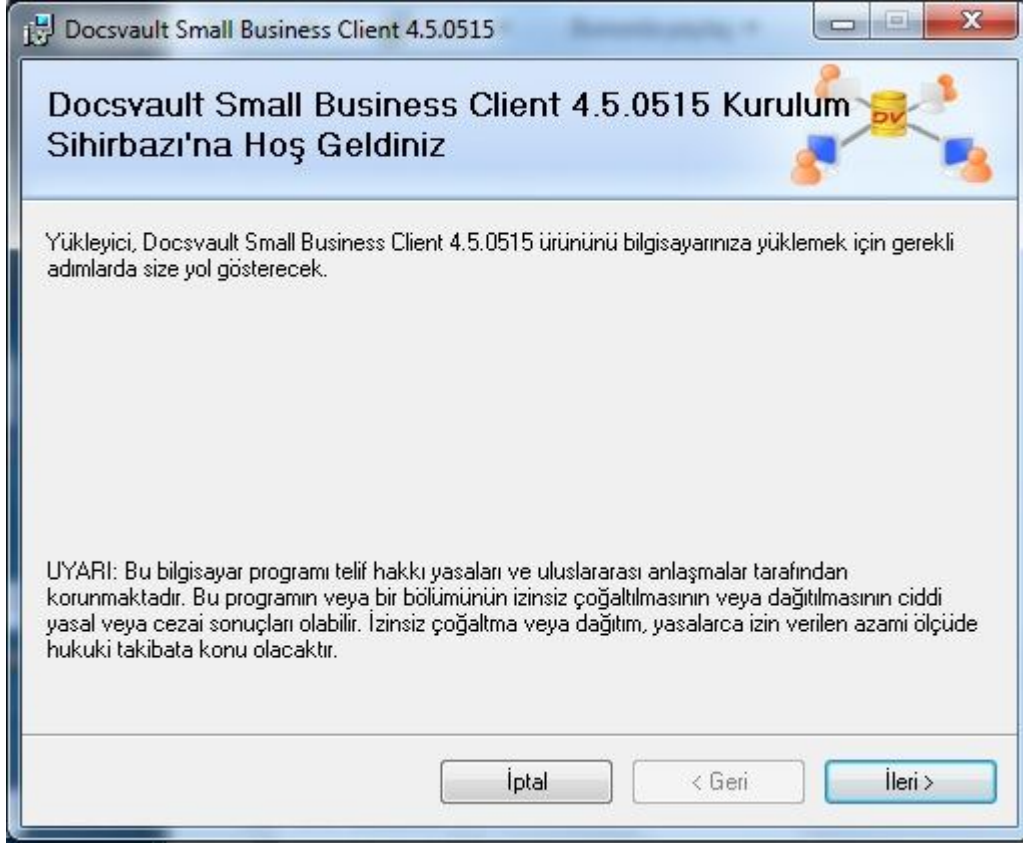 Docsvault Small Business Client 4.5.0515
Docsvault Small Business Client 4.5.0515 Kurulum
Sihirbazı'na Hoş Geldiniz
DV
Yükleyici, Docsvault Small Business Client 4.5.0515 ürününü bilgisayarınıza yüklemek için gerekli
adımlarda size yol gösterecek.
UYARI: Bu bilgisayar programı telif hakkı yasaları ve uluslararası anlaşmalar tarafından
korunmaktadır. Bu programın veya bir bölümünün izinsiz çoğaltılmasının veya dağıtılmasının ciddi
yasal veya cezai sonuçları olabilir. İzinsiz çoğaltma veya dağıtım, yasalarca izin verilen azami ölçüde
hukuki takibata konu olacaktır.
İptal
< Geri
İleri >